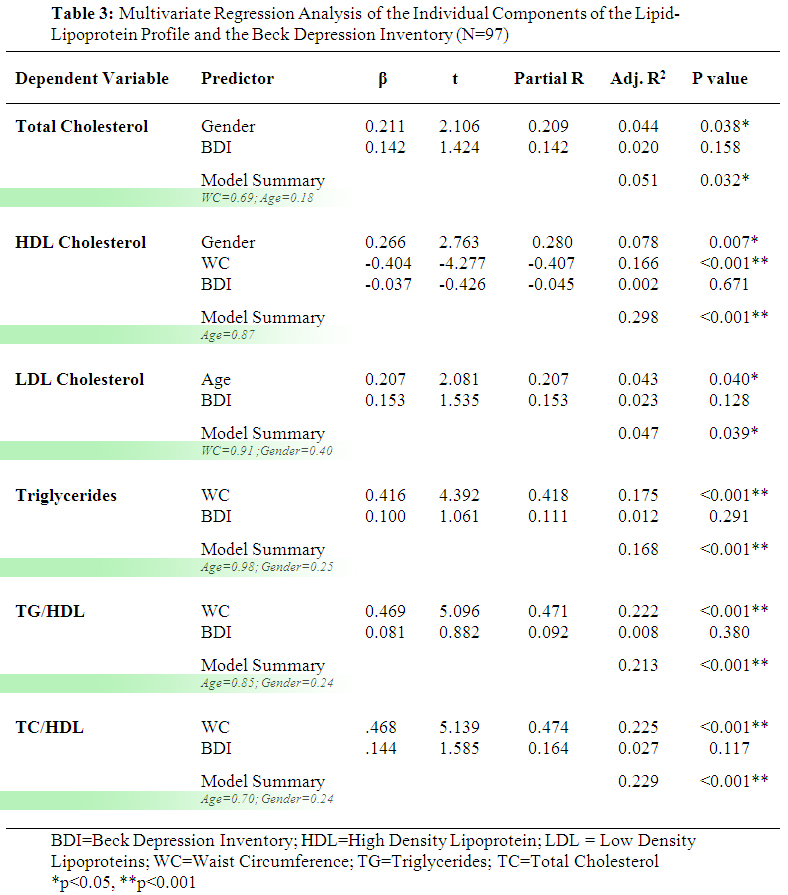 Table 3: Multivariate Regression Analysis of the Individual Components of the Lipid-
Lipoprotein Profile and the Beck Depression Inventory (N=97)
Dependent Variable Predictor β t Partial R Adj. R² P value
Total Cholesterol Gender 0.211 2.106 0.209 0.044 0.038*
BDI 0.142 1.424 0.142 0.020 0.158
Model Summary 0.051 0.032*
WC=0.69; Age=0.18
HDL Cholesterol Gender 0.266 2.763 0.280 0.078 0.007*
WC -0.404 -4.277 -0.407 0.166 <0.001**
BDI -0.037 -0.426 -0.045 0.002 0.671
Model Summary 0.298 <0.001**
Age=0.87
LDL Cholesterol Age 0.207 2.081 0.207 0.043 0.040*
BDI 0.153 1.535 0.153 0.023 0.128
Model Summary 0.047 0.039*
WC=0.91 ;Gender=0.40
Triglycerides WC 0.416 4.392 0.418 0.175 <0.001**
BDI 0.100 1.061 0.111 0.012 0.291
Model Summary 0.168 <0.001**
Age=0.98; Gender=0.25
TG/HDL WC 0.469 5.096 0.471 0.222 <0.001**
BDI 0.081 0.882 0.092 0.008 0.380
Model Summary 0.213 <0.001**
Age=0.85; Gender=0.24
TC/HDL WC .468 5.139 0.474 0.225 <0.001**
BDI .144 1.585 0.164 0.027 0.117
Model Summary 0.229 <0.001**
Age=0.70; Gender=0.24
BDI=Beck Depression Inventory; HDL=High Density Lipoprotein; LDL = Low Density
Lipoproteins; WC=Waist Circumference; TG=Triglycerides; TC=Total Cholesterol
*p<0.05, **p<0.001